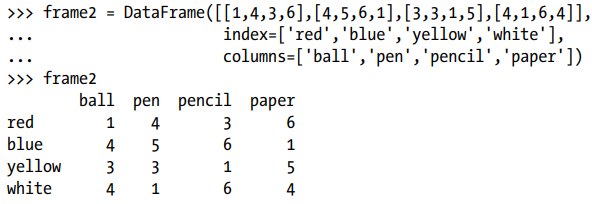 >>> frame2 = DataFrame([[1,4,3,6],[4,5,6,1],[3,3,1,5],[4,1,6,4]],
...                    index=['red','blue','yellow','white'],
...                    columns=['ball','pen','pencil','paper'])
>>> frame2
        ball  pen  pencil  paper
red        1    4       3      6
blue       4    5       6      1
yellow     3    3       1      5
white      4    1       6      4